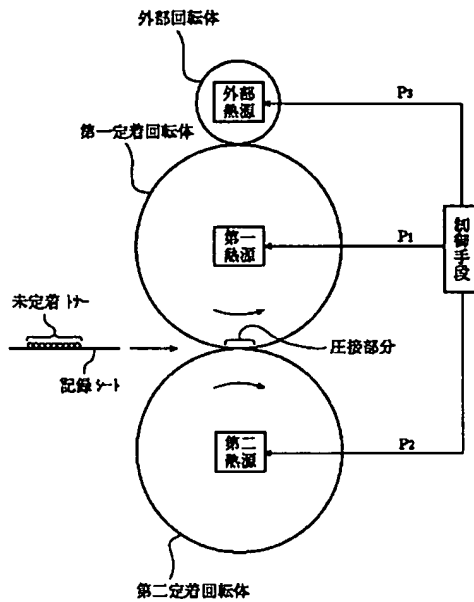 外部回転体
外部
熱源
P3
第一定着回転体
制御手段
第一
熱源
P1
未定着 トナー
圧接部分
記録 シート
第二
熱源
P2
第二定着回転体